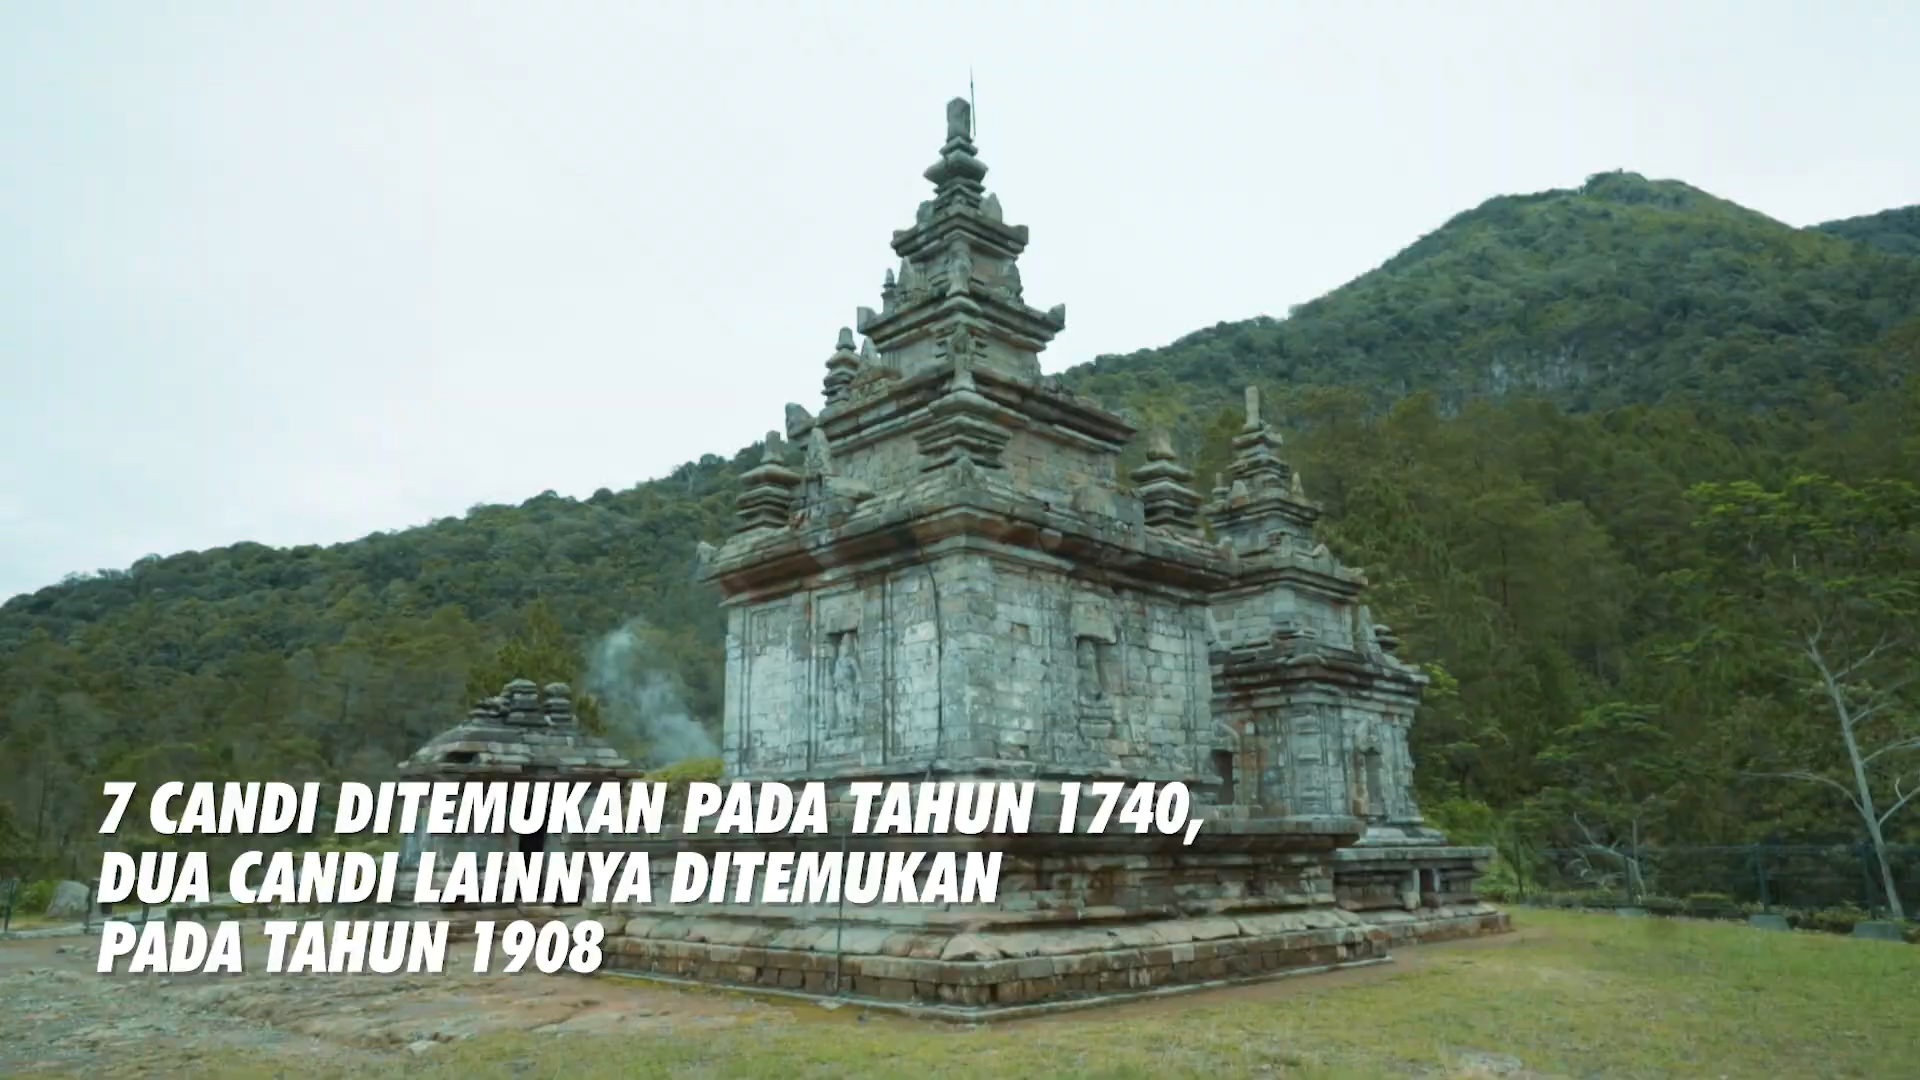 7 CANDI DITEMUKAN PADA TAHUN 1740,
DUA CANDI LAINNYA DITEMUKAN
PADA TAHUN 1908